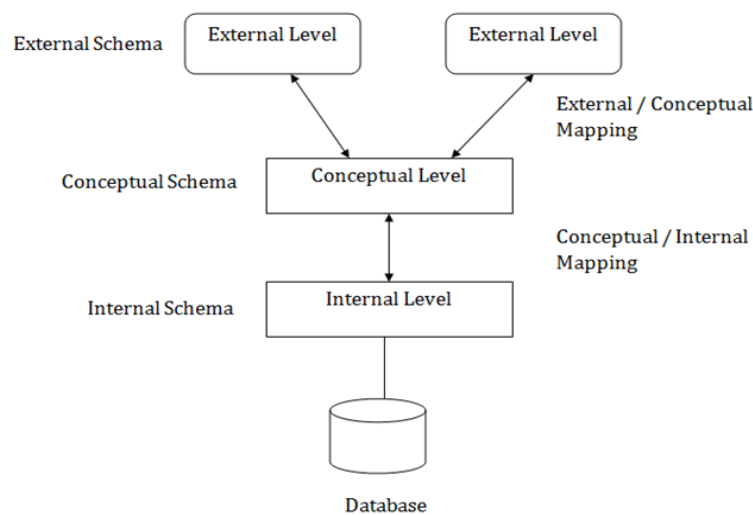 External Schema
External Level
External Level
External / Conceptual
Mapping
Conceptual Schema
Conceptual Level
Conceptual / Internal
Mapping
Internal Schema
Internal Level
Database